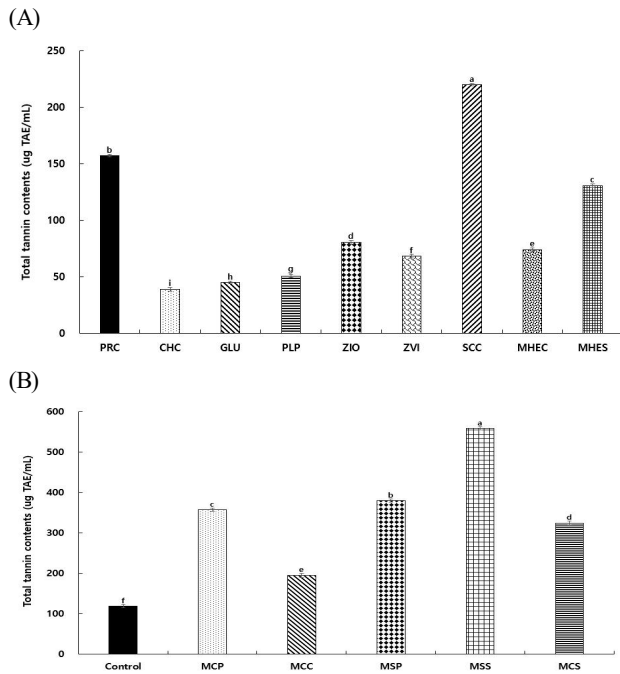 (A)
Total tannin contents (ug TAE/mL)
250
200
150
100
50
0
b
i
h
g
d
f
a
e
c
PRC CHC GLU PLP ZIO ZVI SCC MHEC MHES
(B)
Total tannin contents (ug TAE/mL)
600
500
400
300
200
100
0
f
c
e
b
a
d
Control MCP MCC MSP MSS MCS